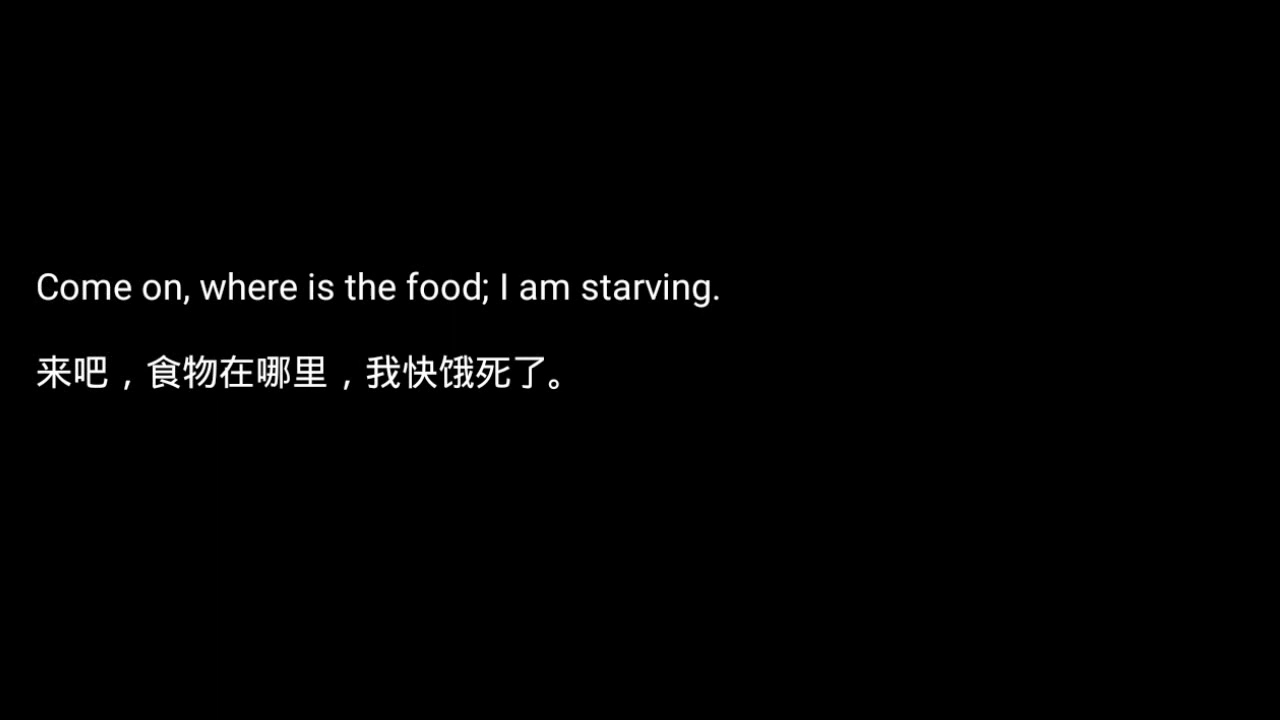 Come on, where is the food; I am starving.
来吧，食物在哪里，我快饿死了。